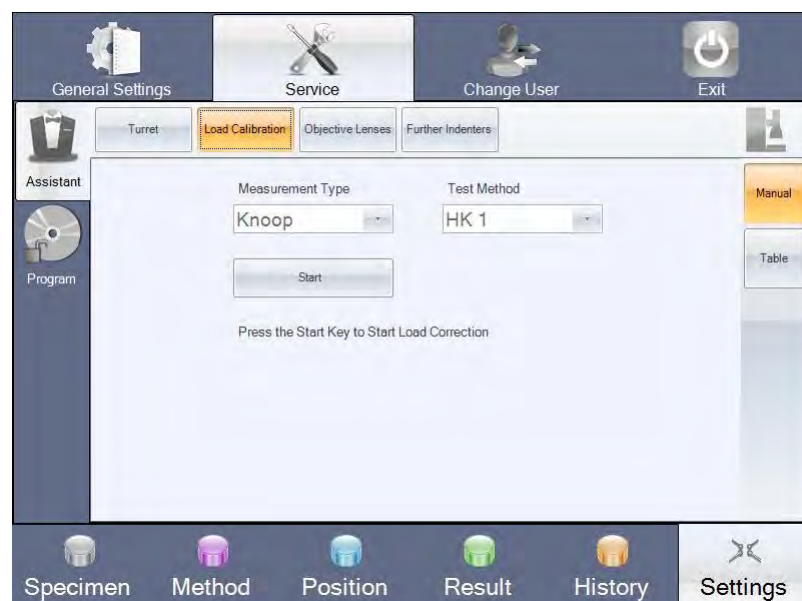 General Settings
Service
Change User
Exit
Assistant
Program
Turret
Load Calibration
Objective Lenses
Further Indenters
Measurement Type
Test Method
Knoop
HK 1
Start
Press the Start Key to Start Load Correction
Manual
Table
Specimen
Method
Position
Result
History
Settings